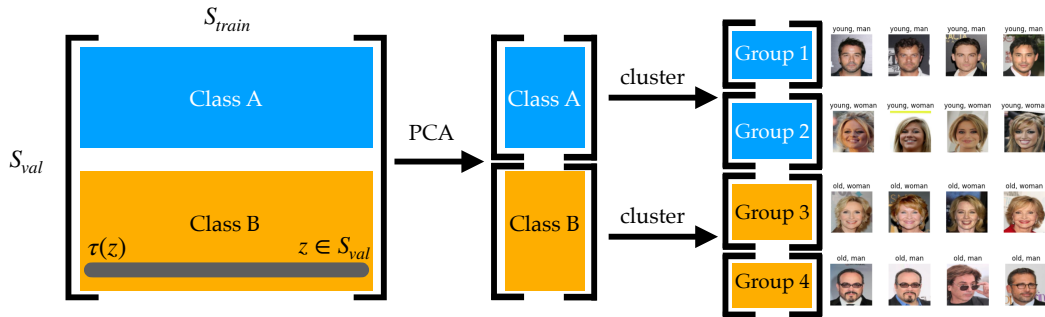 S_train
S_val
Class A
Class B
τ(z)
z ∈ S_val
PCA
Class A
Class B
cluster
cluster
Group 1
Group 2
Group 3
Group 4
young, man
young, man
young, man
young, man
young, woman
young, woman
young, woman
young, woman
old, woman
old, woman
old, woman
old, woman
old, man
old, man
old, man
old, man